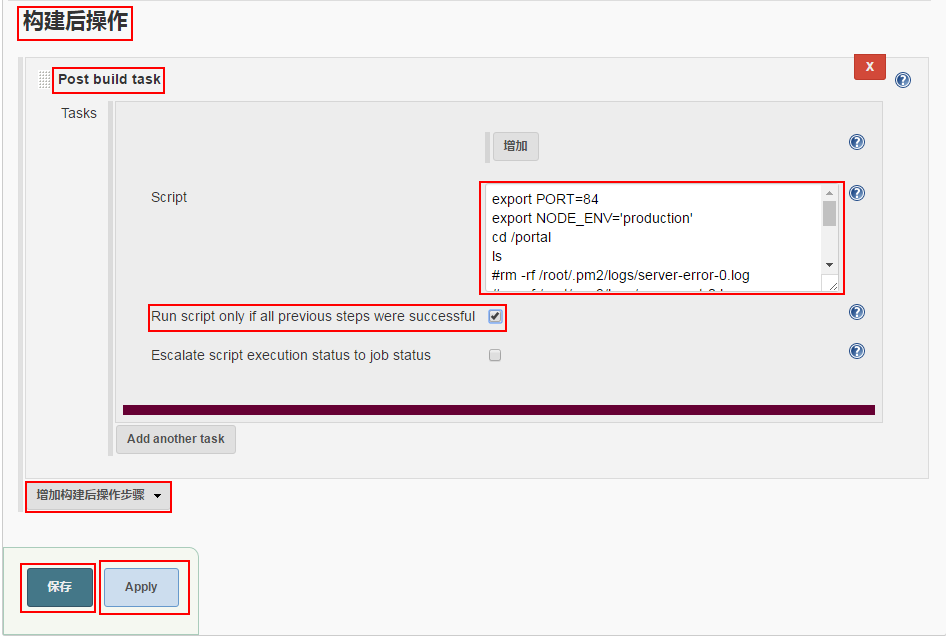 构建后操作
Post build task
X
Tasks
增加
Script
export PORT=84
export NODE_ENV='production'
cd /portal
ls
#rm -rf /root/.pm2/logs/server-error-0.log
Run script only if all previous steps were successful
Escalate script execution status to job status
Add another task
增加构建后操作步骤
保存
Apply